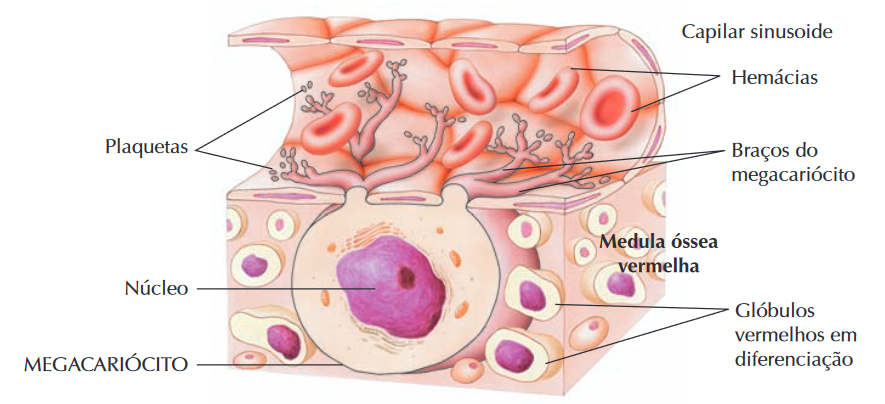 Capilar sinusoide
Hemácias
Plaquetas
Braços do
megacariócito
Medula óssea
vermelha
Núcleo
Glóbulos
vermelhos em
diferenciação
MEGACARIÓCITO